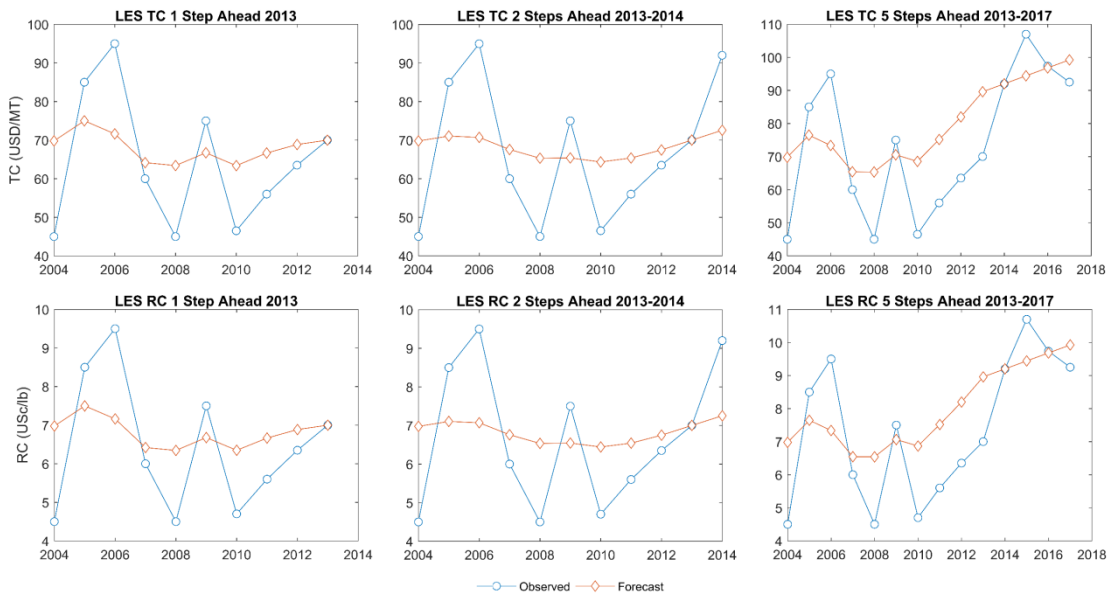 LES TC 1 Step Ahead 2013
LES TC 2 Steps Ahead 2013-2014
LES TC 5 Steps Ahead 2013-2017
TC (USD/MT)
100
90
80
70
60
50
40
2004 2006 2008 2010 2012 2014
100
90
80
70
60
50
40
2004 2006 2008 2010 2012 2014
110
100
90
80
70
60
50
40
2004 2006 2008 2010 2012 2014 2016 2018
LES RC 1 Step Ahead 2013
LES RC 2 Steps Ahead 2013-2014
LES RC 5 Steps Ahead 2013-2017
RC (USc/lb)
10
9
8
7
6
5
4
2004 2006 2008 2010 2012 2014
10
9
8
7
6
5
4
2004 2006 2008 2010 2012 2014
11
10
9
8
7
6
5
4
2004 2006 2008 2010 2012 2014 2016 2018
Observed Forecast